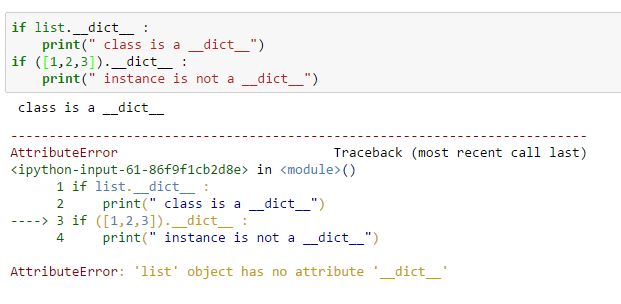 if list.__dict__ :
    print(" class is a __dict__")
if ([1,2,3]).__dict__ :
    print(" instance is not a __dict__")
 class is a __dict__
---------------------------------------------------------------------------
AttributeError                            Traceback (most recent call last)
<ipython-input-61-86f9f1cb2d8e> in <module>()
      1 if list.__dict__ :
      2     print(" class is a __dict__")
----> 3 if ([1,2,3]).__dict__ :
      4     print(" instance is not a __dict__")
AttributeError: 'list' object has no attribute '__dict__'